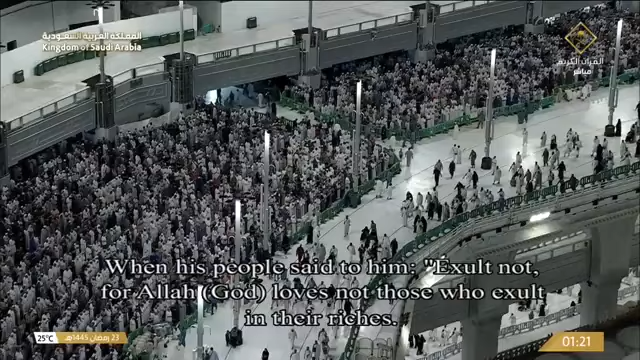 المملكة العربية السعودية
Kingdom of Saudi Arabia
القرآن الكريم
مباشر
When his people said to him: "Exult not,
for Allah (God) loves not those who exult
in their riches.
25°C
23 رمضان 1445هـ
01:21